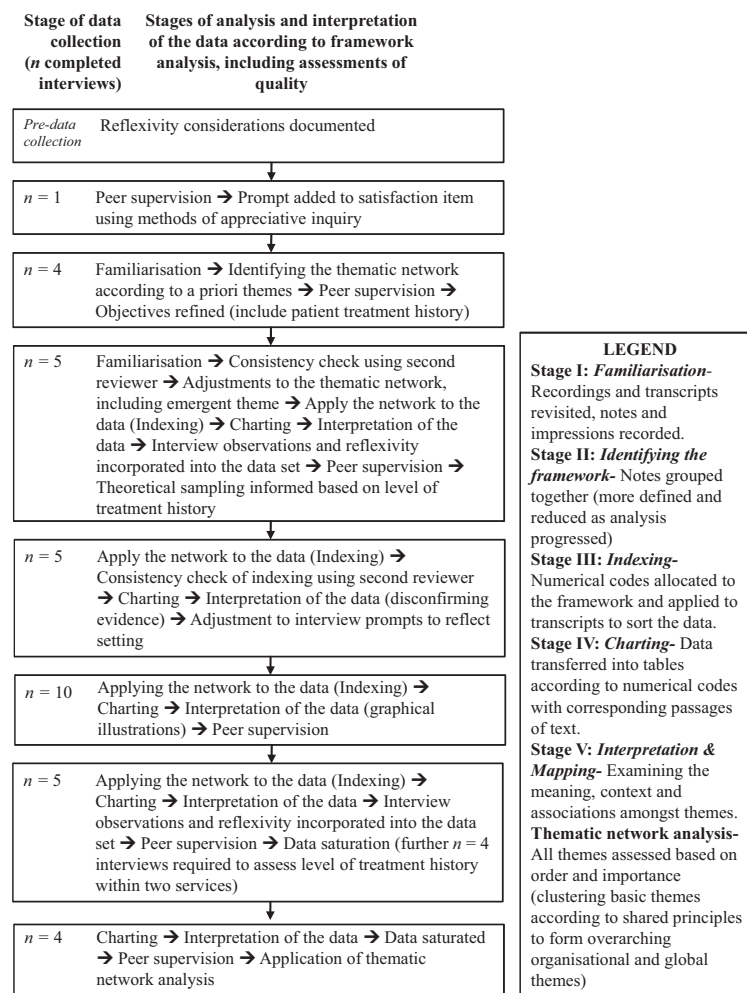 Stage of data
collection
(n completed
interviews)
Stages of analysis and interpretation
of the data according to framework
analysis, including assessments of
quality
Pre-data
collection
Reflexivity considerations documented
n = 1
Peer supervision ➔ Prompt added to satisfaction item
using methods of appreciative inquiry
n = 4
Familiarisation ➔ Identifying the thematic network
according to a priori themes ➔ Peer supervision ➔
Objectives refined (include patient treatment history)
n = 5
Familiarisation ➔ Consistency check using second
reviewer ➔ Adjustments to the thematic network,
including emergent theme ➔ Apply the network to the
data (Indexing) ➔ Charting ➔ Interpretation of the
data ➔ Interview observations and reflexivity
incorporated into the data set ➔ Peer supervision ➔
Theoretical sampling informed based on level of
treatment history
n = 5
Apply the network to the data (Indexing) ➔
Consistency check of indexing using second reviewer
➔ Charting ➔ Interpretation of the data (disconfirming
evidence) ➔ Adjustment to interview prompts to reflect
setting
n = 10
Applying the network to the data (Indexing) ➔
Charting ➔ Interpretation of the data (graphical
illustrations) ➔ Peer supervision
n = 5
Applying the network to the data (Indexing) ➔
Charting ➔ Interpretation of the data ➔ Interview
observations and reflexivity incorporated into the data
set ➔ Peer supervision ➔ Data saturation (further n = 4
interviews required to assess level of treatment history
within two services)
n = 4
Charting ➔ Interpretation of the data ➔ Data saturated
➔ Peer supervision ➔ Application of thematic
network analysis
LEGEND
Stage I: Familiarisation-
Recordings and transcripts
revisited, notes and
impressions recorded.
Stage II: Identifying the
framework- Notes grouped
together (more defined and
reduced as analysis
progressed)
Stage III: Indexing-
Numerical codes allocated to
the framework and applied to
transcripts to sort the data.
Stage IV: Charting- Data
transferred into tables
according to numerical codes
with corresponding passages
of text.
Stage V: Interpretation &
Mapping- Examining the
meaning, context and
associations amongst themes.
Thematic network analysis-
All themes assessed based on
order and importance
(clustering basic themes
according to shared principles
to form overarching
organisational and global
themes)